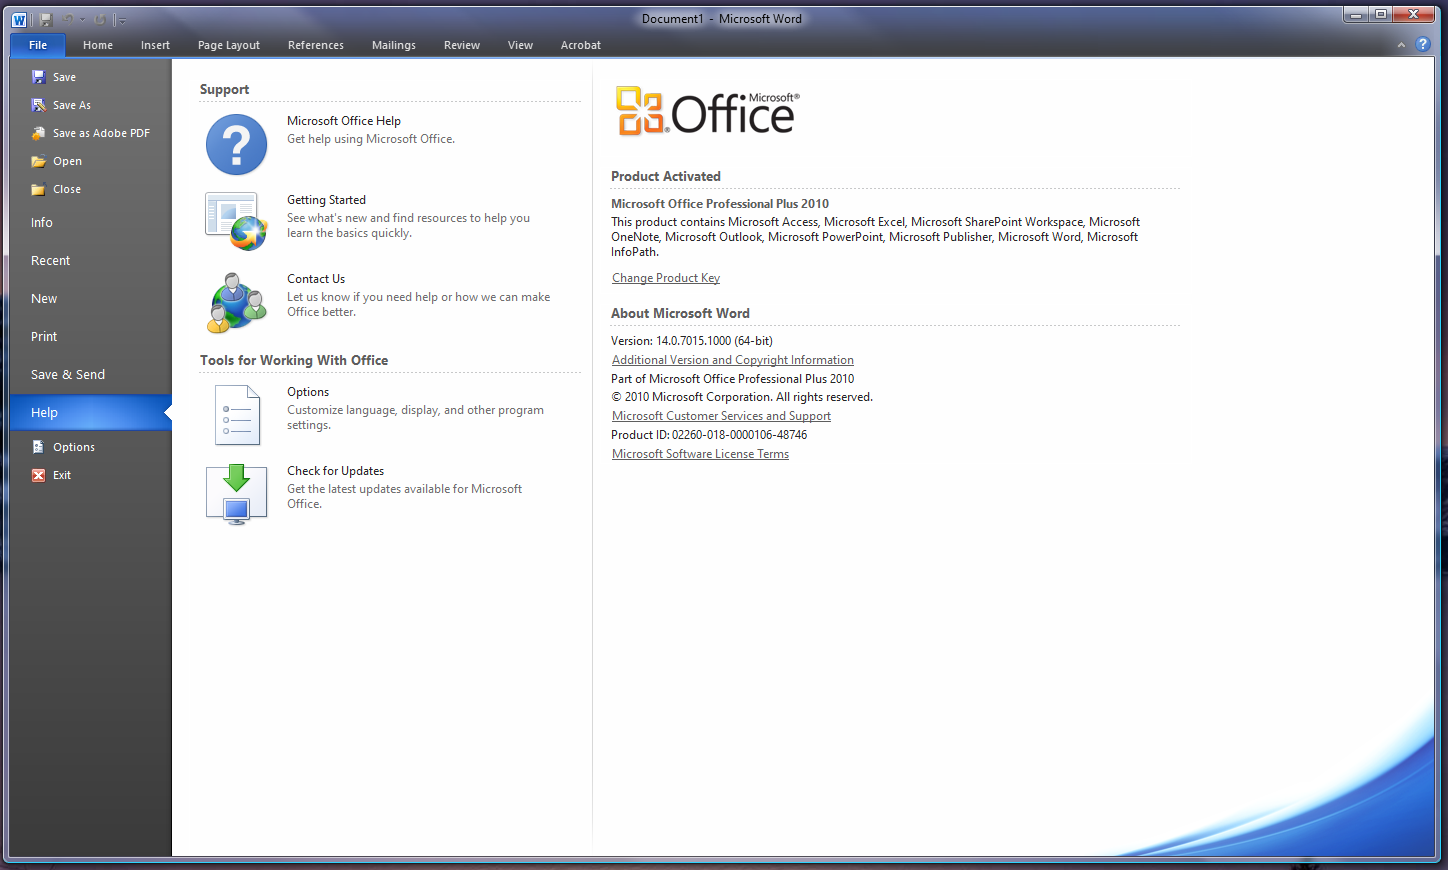 Document1 - Microsoft Word
File Home Insert Page Layout References Mailings Review View Acrobat
Save
Save As
Save as Adobe PDF
Open
Close
Info
Recent
New
Print
Save & Send
Help
Options
Exit
Support
Microsoft Office Help
Get help using Microsoft Office.
Getting Started
See what's new and find resources to help you
learn the basics quickly.
Contact Us
Let us know if you need help or how we can make
Office better.
Tools for Working With Office
Options
Customize language, display, and other program
settings.
Check for Updates
Get the latest updates available for Microsoft
Office.
Microsoft®
Office
Product Activated
Microsoft Office Professional Plus 2010
This product contains Microsoft Access, Microsoft Excel, Microsoft SharePoint Workspace, Microsoft
OneNote, Microsoft Outlook, Microsoft PowerPoint, Microsoft Publisher, Microsoft Word, Microsoft
InfoPath.
Change Product Key
About Microsoft Word
Version: 14.0.7015.1000 (64-bit)
Additional Version and Copyright Information
Part of Microsoft Office Professional Plus 2010
© 2010 Microsoft Corporation. All rights reserved.
Microsoft Customer Services and Support
Product ID: 02260-018-0000106-48746
Microsoft Software License Terms